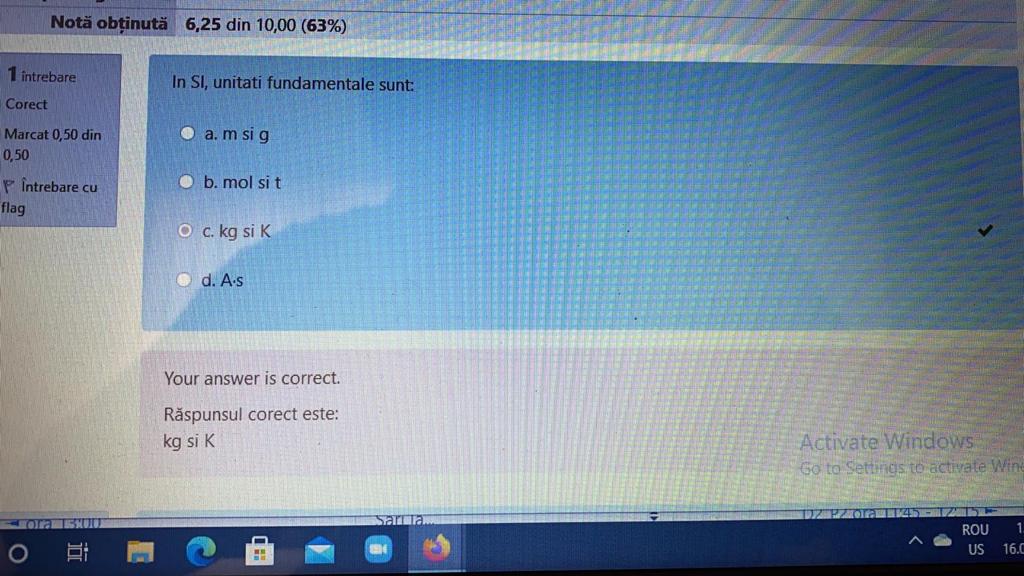 Notă obținută 6,25 din 10,00 (63%)
1 întrebare
Corect
Marcat 0,50 din
0,50
Întrebare cu
flag
In SI, unitati fundamentale sunt:
a. m si g
b. mol si t
c. kg si K
d. A·s
Your answer is correct.
Răspunsul corect este:
kg si K
Activate Windows
Go to Settings to activate Win
ora 13:00
Sari la...
D2 P2 ora 11:45 - 12:15
ROU
US